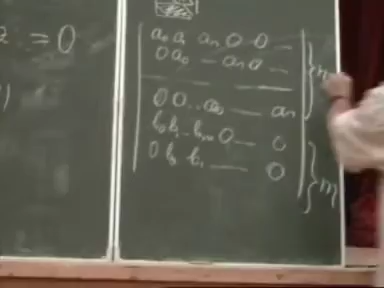 := 0
a₀ a₁ aₙ 0 0 —
0 a₀ — aₙ 0 —
— — — —
0 0 .. a₀ — aₙ
b₀ b₁ .. bₘ 0 — 0
0 b₀ b₁ — 0
m